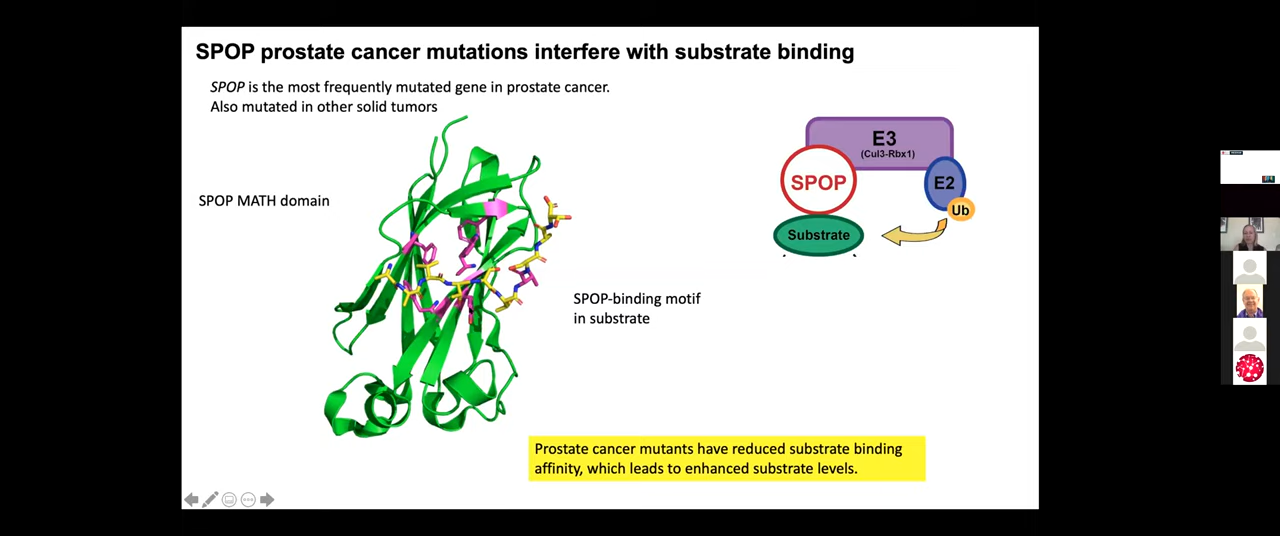 SPOP prostate cancer mutations interfere with substrate binding
SPOP is the most frequently mutated gene in prostate cancer.
Also mutated in other solid tumors
SPOP MATH domain
SPOP-binding motif
in substrate
E3
(Cul3-Rbx1)
SPOP
E2
Ub
Substrate
Prostate cancer mutants have reduced substrate binding
affinity, which leads to enhanced substrate levels.